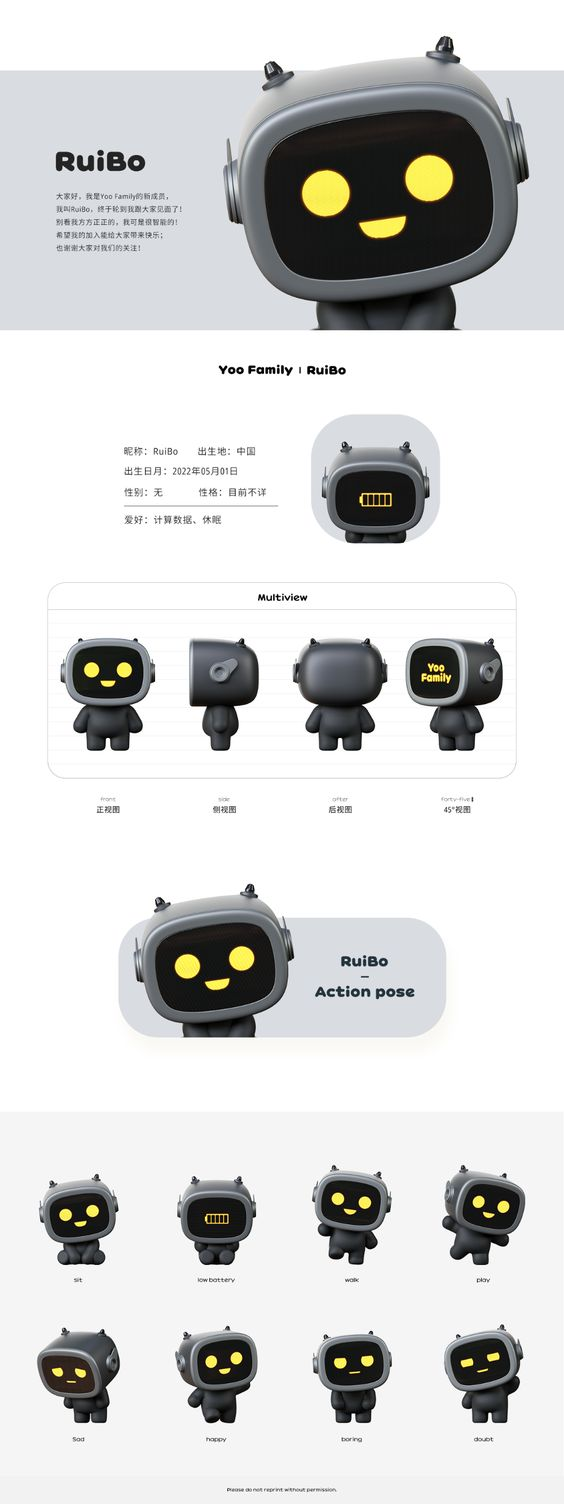 RuiBo
大家好，我是Yoo Family的新成员，
我叫RuiBo，终于轮到我跟大家见面了！
别看我方方正正的，我可是很智能的！
希望我的加入能给大家带来快乐；
也谢谢大家对我们的关注！
Yoo Family | RuiBo
昵称：RuiBo 出生地：中国
出生日月：2022年05月01日
性别：无 性格：目前不详
爱好：计算数据、休眠
Multiview
Yoo
Family
front side after forty-five
正视图 侧视图 后视图 45°视图
RuiBo
—
Action pose
sit low battery walk play
Sad happy boring doubt
Please do not reprint without permission.